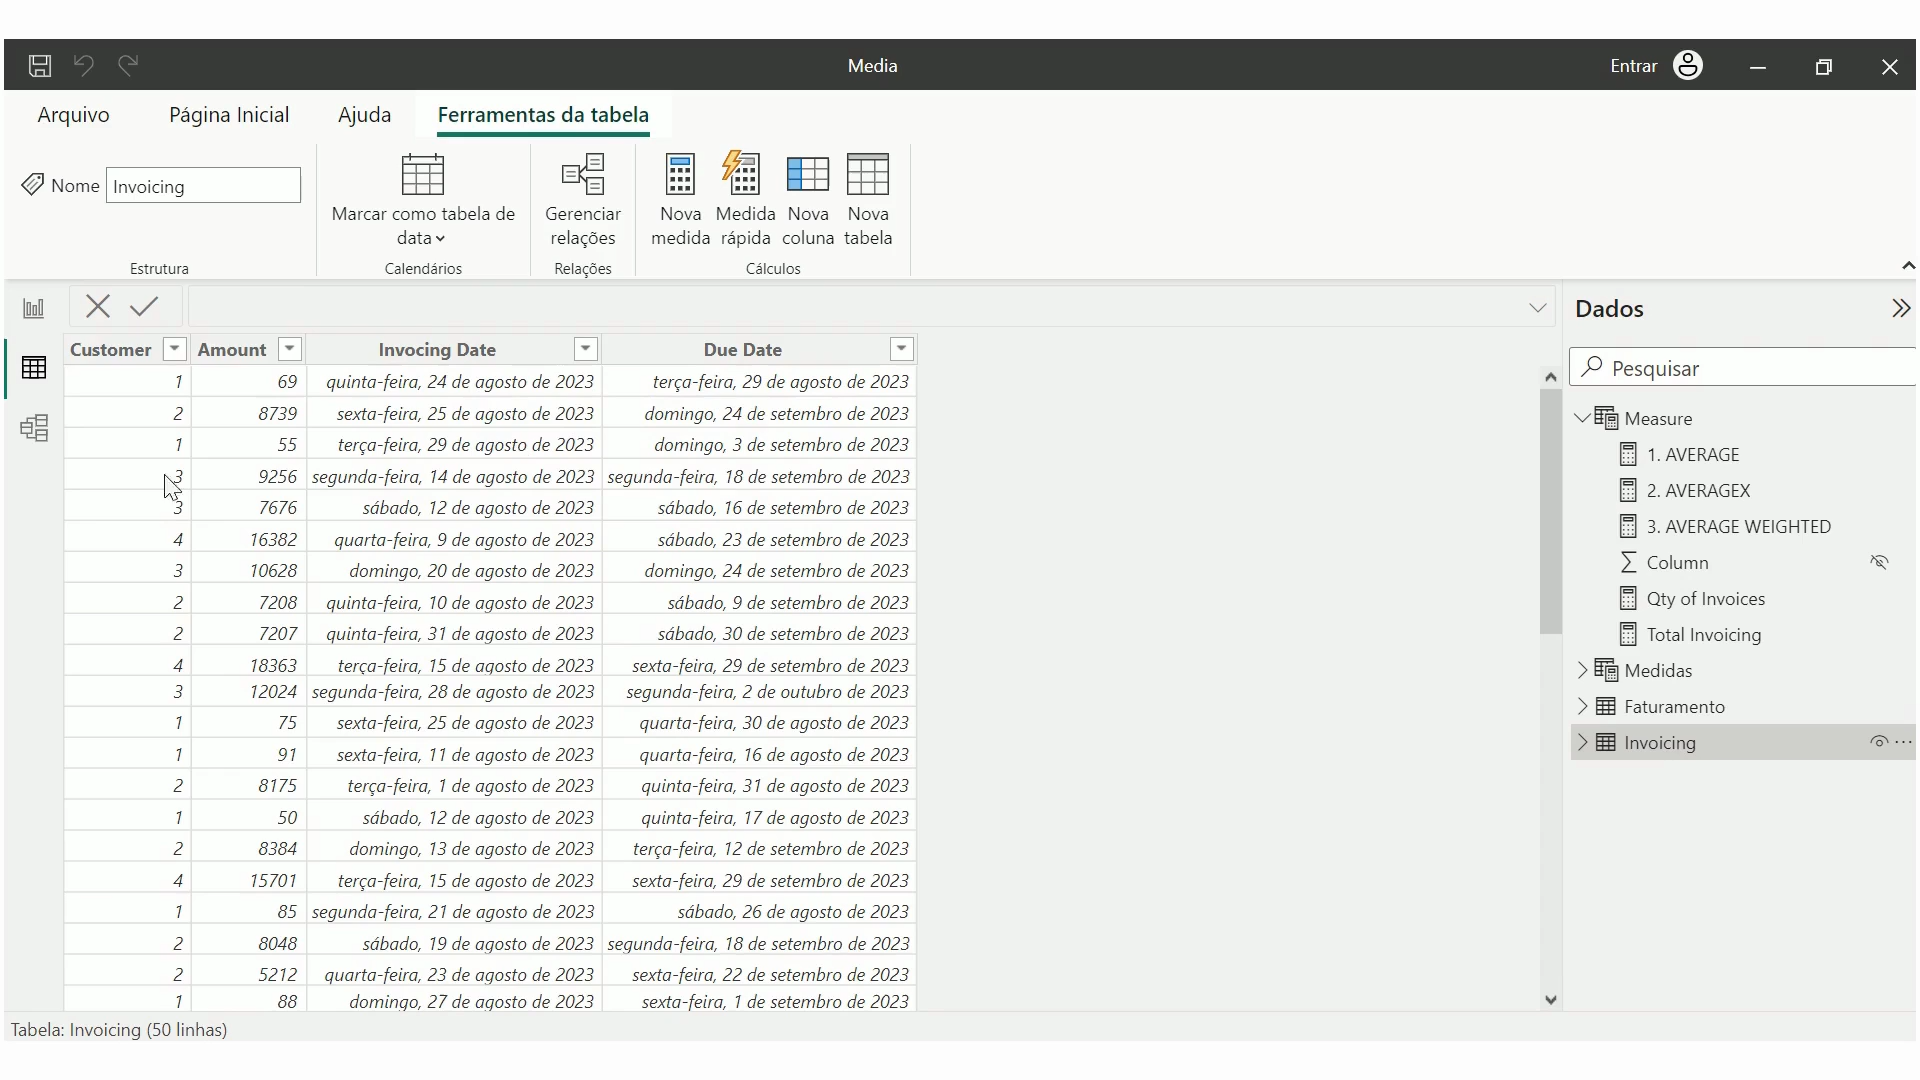 Media
Entrar
Arquivo Página Inicial Ajuda Ferramentas da tabela
Nome Invoicing
Marcar como tabela de data
Gerenciar relações
Nova medida
Medida rápida
Nova coluna
Nova tabela
Estrutura Calendários Relações Cálculos
Customer Amount Invocing Date Due Date
1 69 quinta-feira, 24 de agosto de 2023 terça-feira, 29 de agosto de 2023
2 8739 sexta-feira, 25 de agosto de 2023 domingo, 24 de setembro de 2023
1 55 terça-feira, 29 de agosto de 2023 domingo, 3 de setembro de 2023
3 9256 segunda-feira, 14 de agosto de 2023 segunda-feira, 18 de setembro de 2023
3 7676 sábado, 12 de agosto de 2023 sábado, 16 de setembro de 2023
4 16382 quarta-feira, 9 de agosto de 2023 sábado, 23 de setembro de 2023
3 10628 domingo, 20 de agosto de 2023 domingo, 24 de setembro de 2023
2 7208 quinta-feira, 10 de agosto de 2023 sábado, 9 de setembro de 2023
2 7207 quinta-feira, 31 de agosto de 2023 sábado, 30 de setembro de 2023
4 18363 terça-feira, 15 de agosto de 2023 sexta-feira, 29 de setembro de 2023
3 12024 segunda-feira, 28 de agosto de 2023 segunda-feira, 2 de outubro de 2023
1 75 sexta-feira, 25 de agosto de 2023 quarta-feira, 30 de agosto de 2023
1 91 sexta-feira, 11 de agosto de 2023 quarta-feira, 16 de agosto de 2023
2 8175 terça-feira, 1 de agosto de 2023 quinta-feira, 31 de agosto de 2023
1 50 sábado, 12 de agosto de 2023 quinta-feira, 17 de agosto de 2023
2 8384 domingo, 13 de agosto de 2023 terça-feira, 12 de setembro de 2023
4 15701 terça-feira, 15 de agosto de 2023 sexta-feira, 29 de setembro de 2023
1 85 segunda-feira, 21 de agosto de 2023 sábado, 26 de agosto de 2023
2 8048 sábado, 19 de agosto de 2023 segunda-feira, 18 de setembro de 2023
2 5212 quarta-feira, 23 de agosto de 2023 sexta-feira, 22 de setembro de 2023
1 88 domingo, 27 de agosto de 2023 sexta-feira, 1 de setembro de 2023
Dados
Pesquisar
Measure
1. AVERAGE
2. AVERAGEX
3. AVERAGE WEIGHTED
Column
Qty of Invoices
Total Invoicing
Medidas
Faturamento
Invoicing
Tabela: Invoicing (50 linhas)